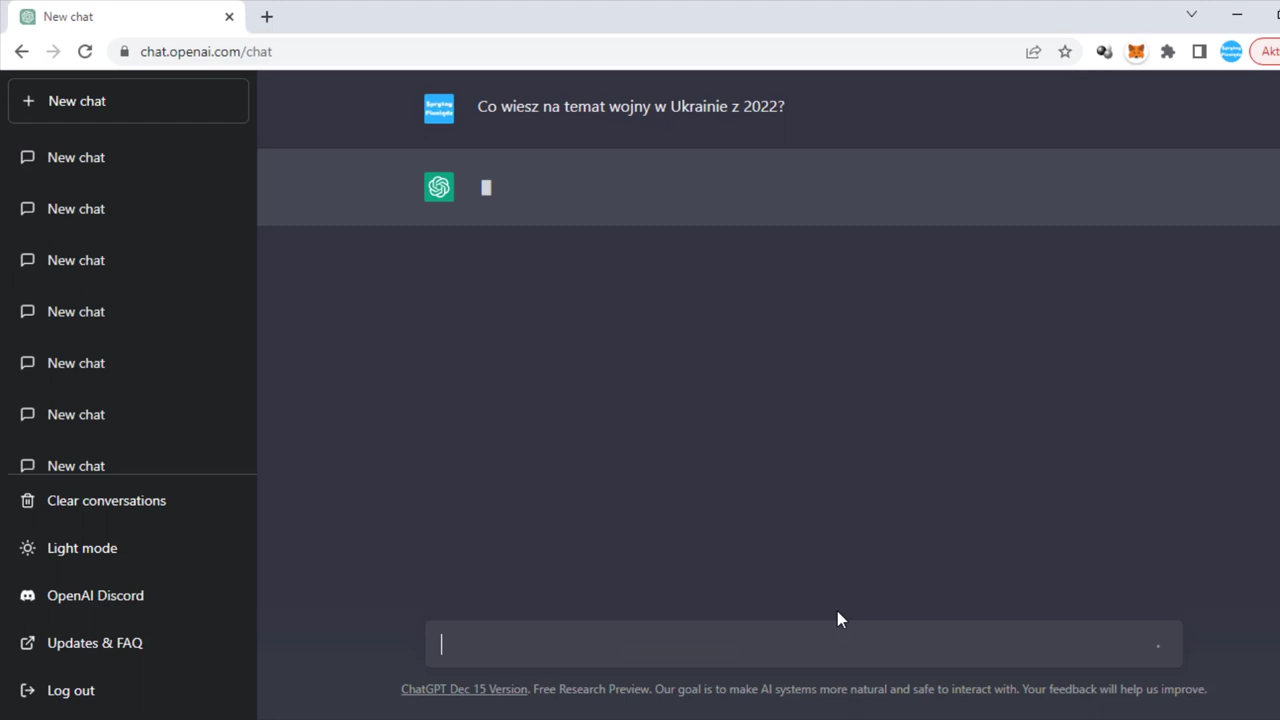 New chat
chat.openai.com/chat
Akt
New chat
New chat
New chat
New chat
New chat
New chat
New chat
New chat
Clear conversations
Light mode
OpenAI Discord
Updates & FAQ
Log out
Sprytny
Pieniądz
Co wiesz na temat wojny w Ukrainie z 2022?
ChatGPT Dec 15 Version. Free Research Preview. Our goal is to make AI systems more natural and safe to interact with. Your feedback will help us improve.